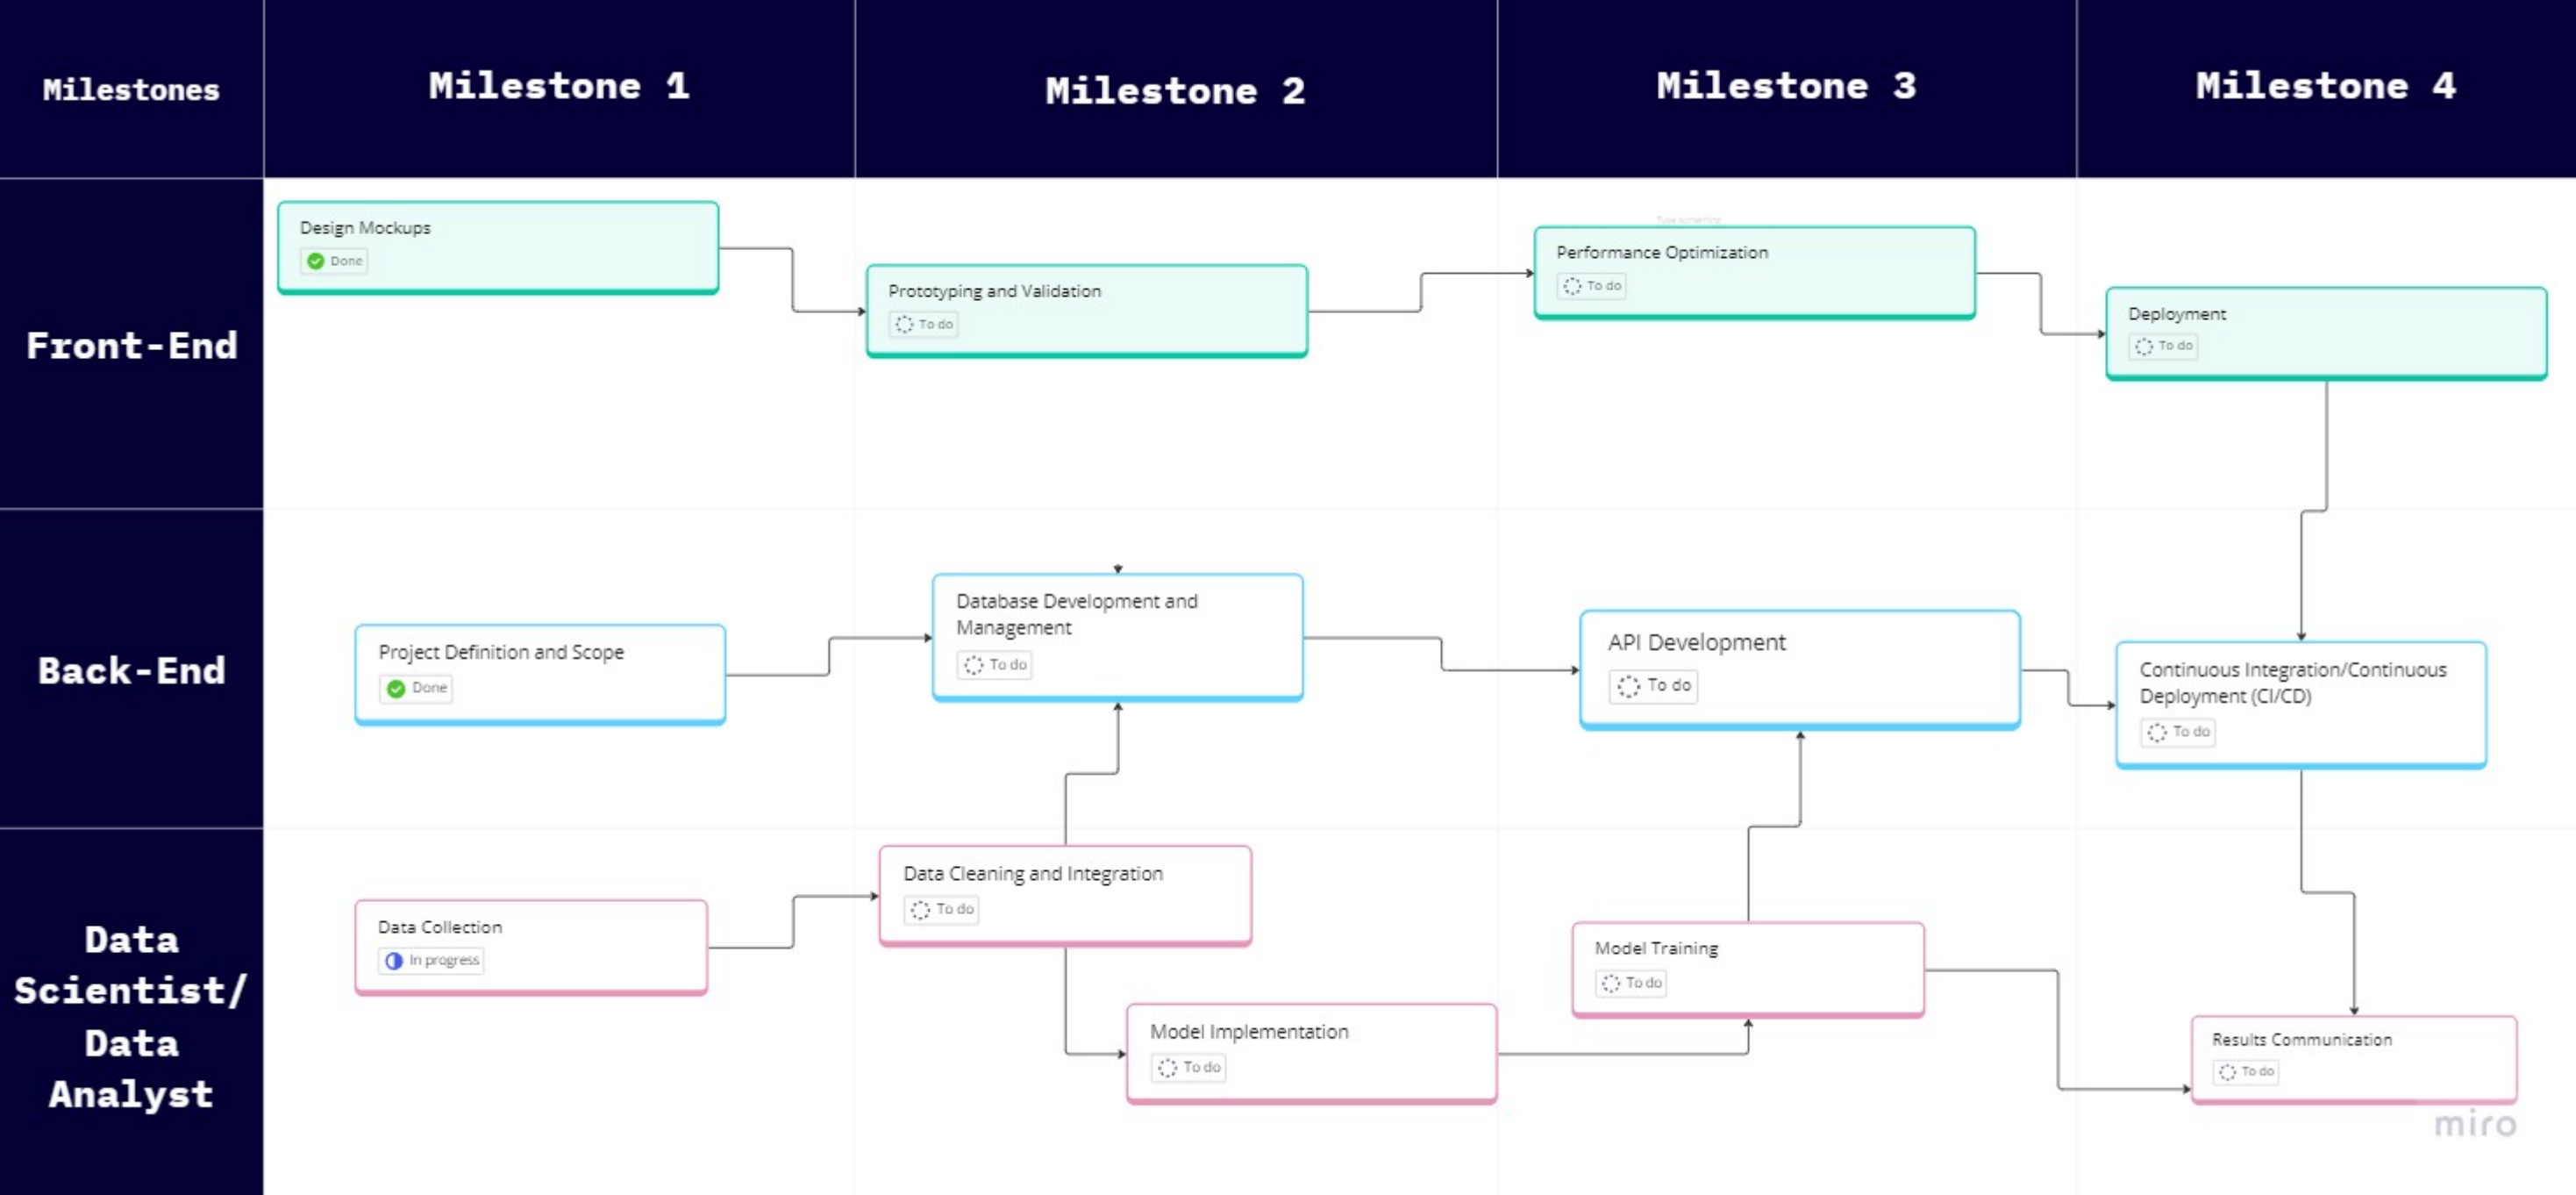 Milestones
Milestone 1
Milestone 2
Milestone 3
Milestone 4
Front-End
Design Mockups
Done
Prototyping and Validation
To do
Type something
Performance Optimization
To do
Deployment
To do
Back-End
Project Definition and Scope
Done
Database Development and
Management
To do
API Development
To do
Continuous Integration/Continuous
Deployment (CI/CD)
To do
Data
Scientist/
Data
Analyst
Data Collection
In progress
Data Cleaning and Integration
To do
Model Implementation
To do
Model Training
To do
Results Communication
To do
miro